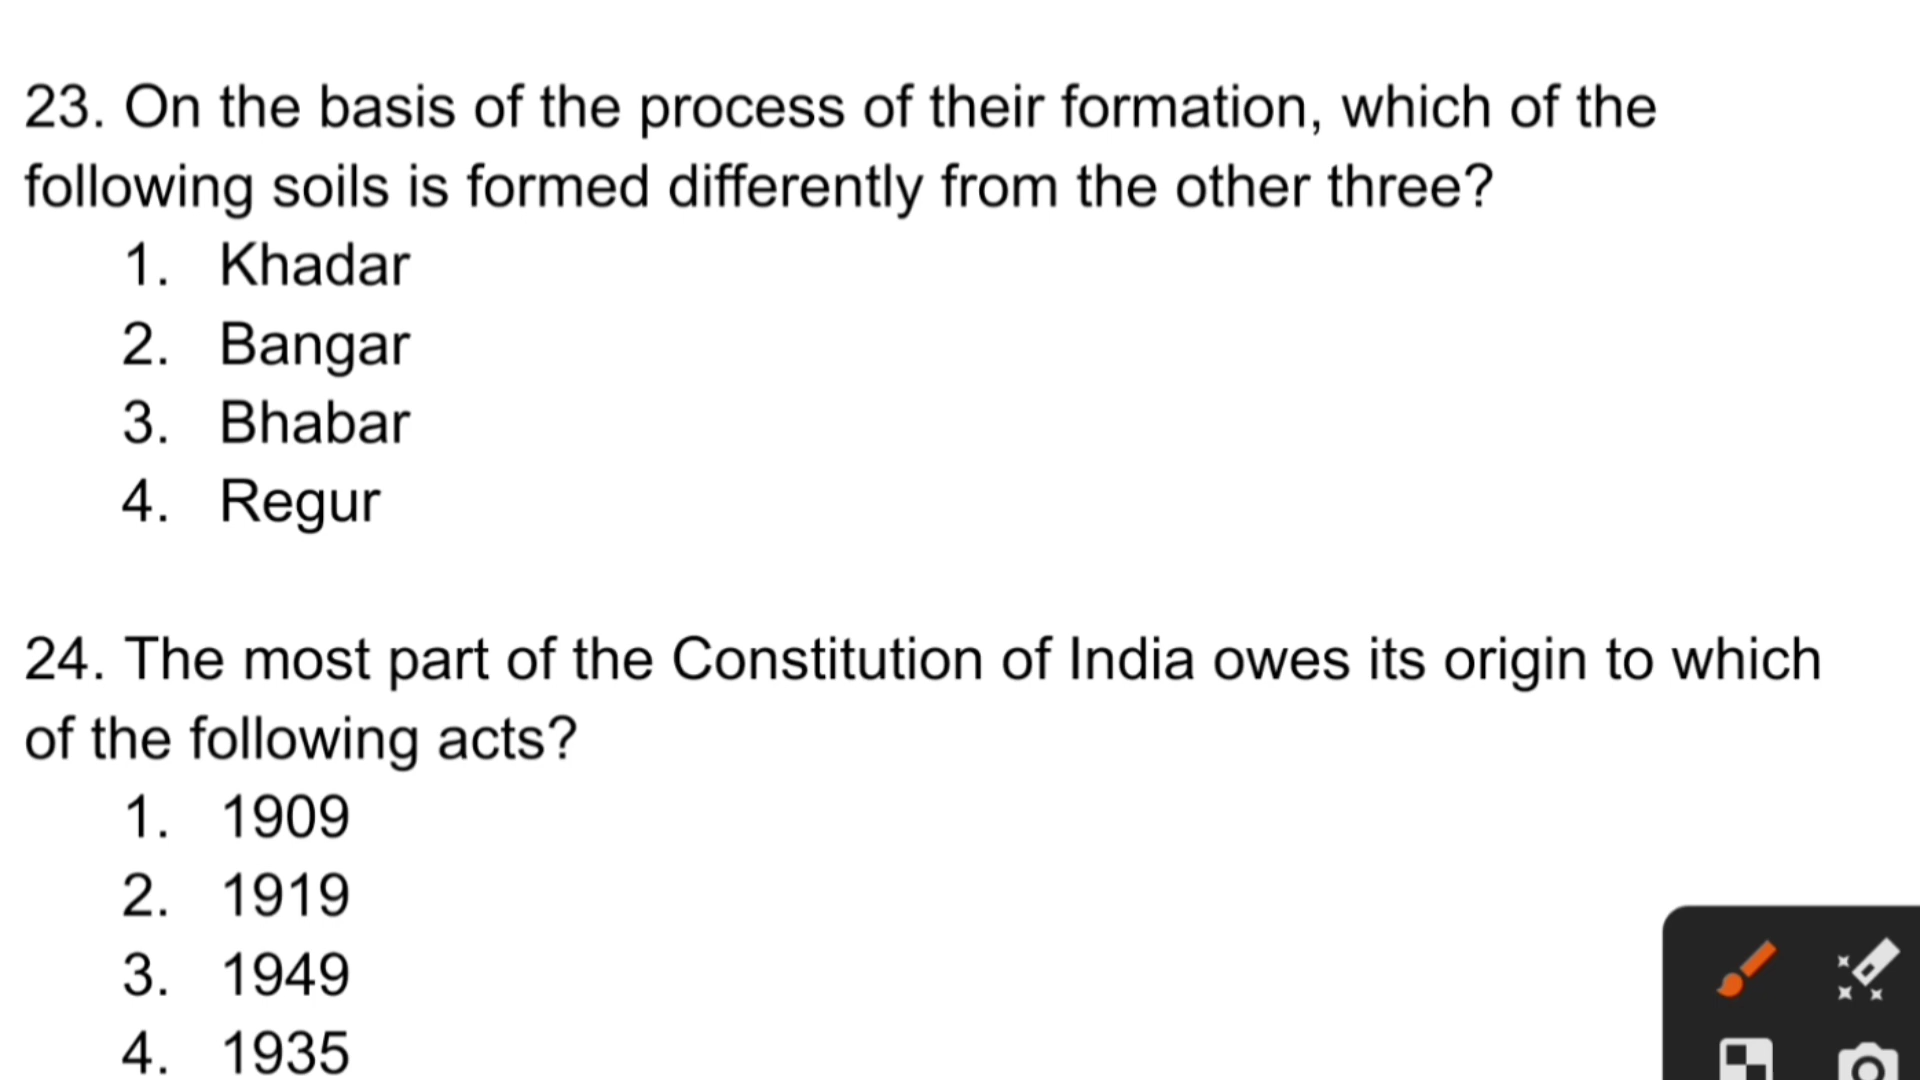 23. On the basis of the process of their formation, which of the
following soils is formed differently from the other three?
1. Khadar
2. Bangar
3. Bhabar
4. Regur
24. The most part of the Constitution of India owes its origin to which
of the following acts?
1. 1909
2. 1919
3. 1949
4. 1935